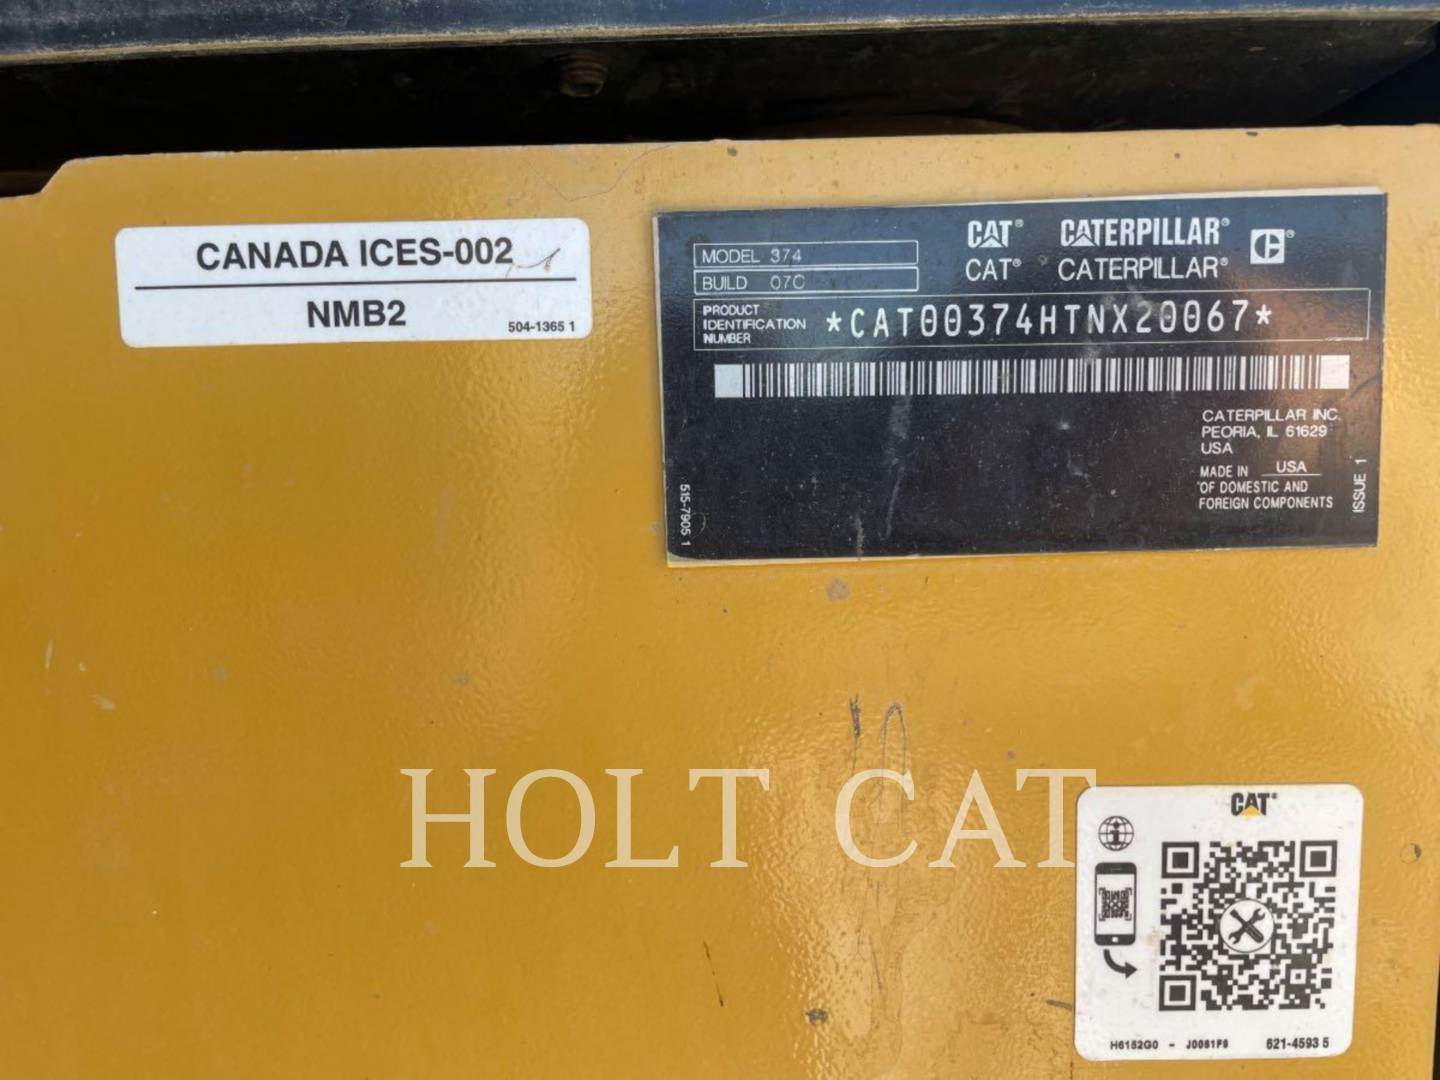 CANADA ICES-002
NMB2
504-1365 1
CAT® CATERPILLAR®
CAT® CATERPILLAR®
MODEL 374
BUILD 07C
PRODUCT
IDENTIFICATION
NUMBER
*CAT00374HTNX20067*
CATERPILLAR INC.
PEORIA, IL 61629
USA
MADE IN USA
OF DOMESTIC AND
FOREIGN COMPONENTS
515-7905 1
ISSUE 1
HOLT CAT
CAT®
H6152G0 - J0061F9
621-4593 5